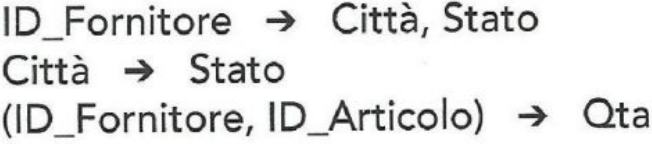 ID_Fornitore → Città, Stato
Città → Stato
(ID_Fornitore, ID_Articolo) → Qta